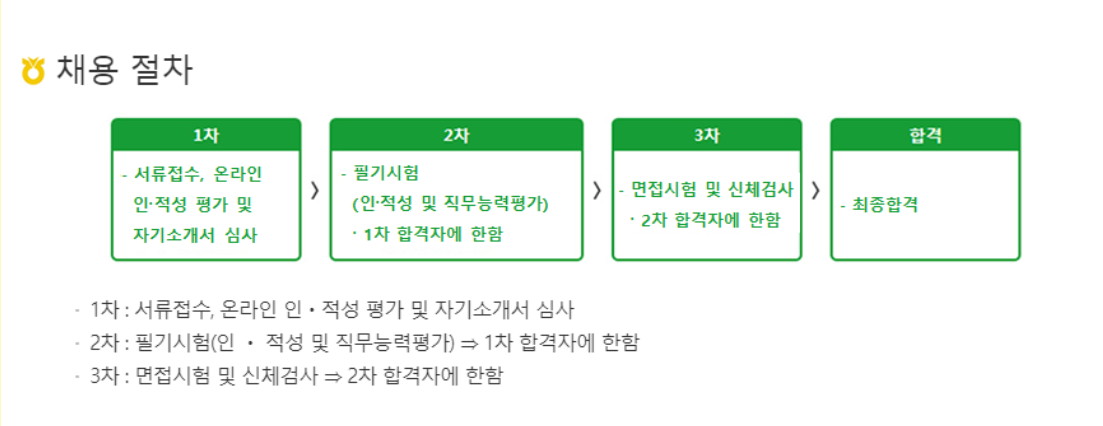 채용 절차
1차
- 서류접수, 온라인
인·적성 평가 및
자기소개서 심사
2차
- 필기시험
(인·적성 및 직무능력평가)
· 1차 합격자에 한함
3차
- 면접시험 및 신체검사
· 2차 합격자에 한함
합격
- 최종합격
- 1차 : 서류접수, 온라인 인・적성 평가 및 자기소개서 심사
- 2차 : 필기시험(인 ・ 적성 및 직무능력평가) ⇒ 1차 합격자에 한함
- 3차 : 면접시험 및 신체검사 ⇒ 2차 합격자에 한함